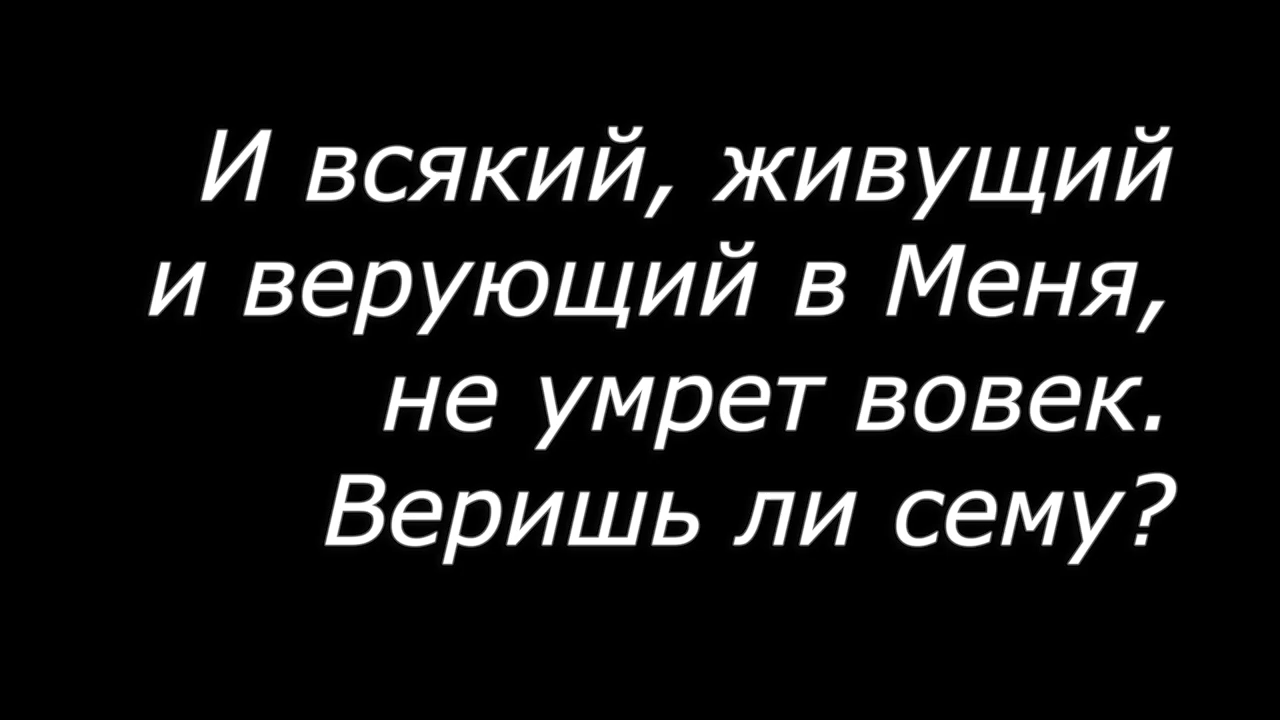 И всякий, живущий
и верующий в Меня,
не умрет вовек.
Веришь ли сему?